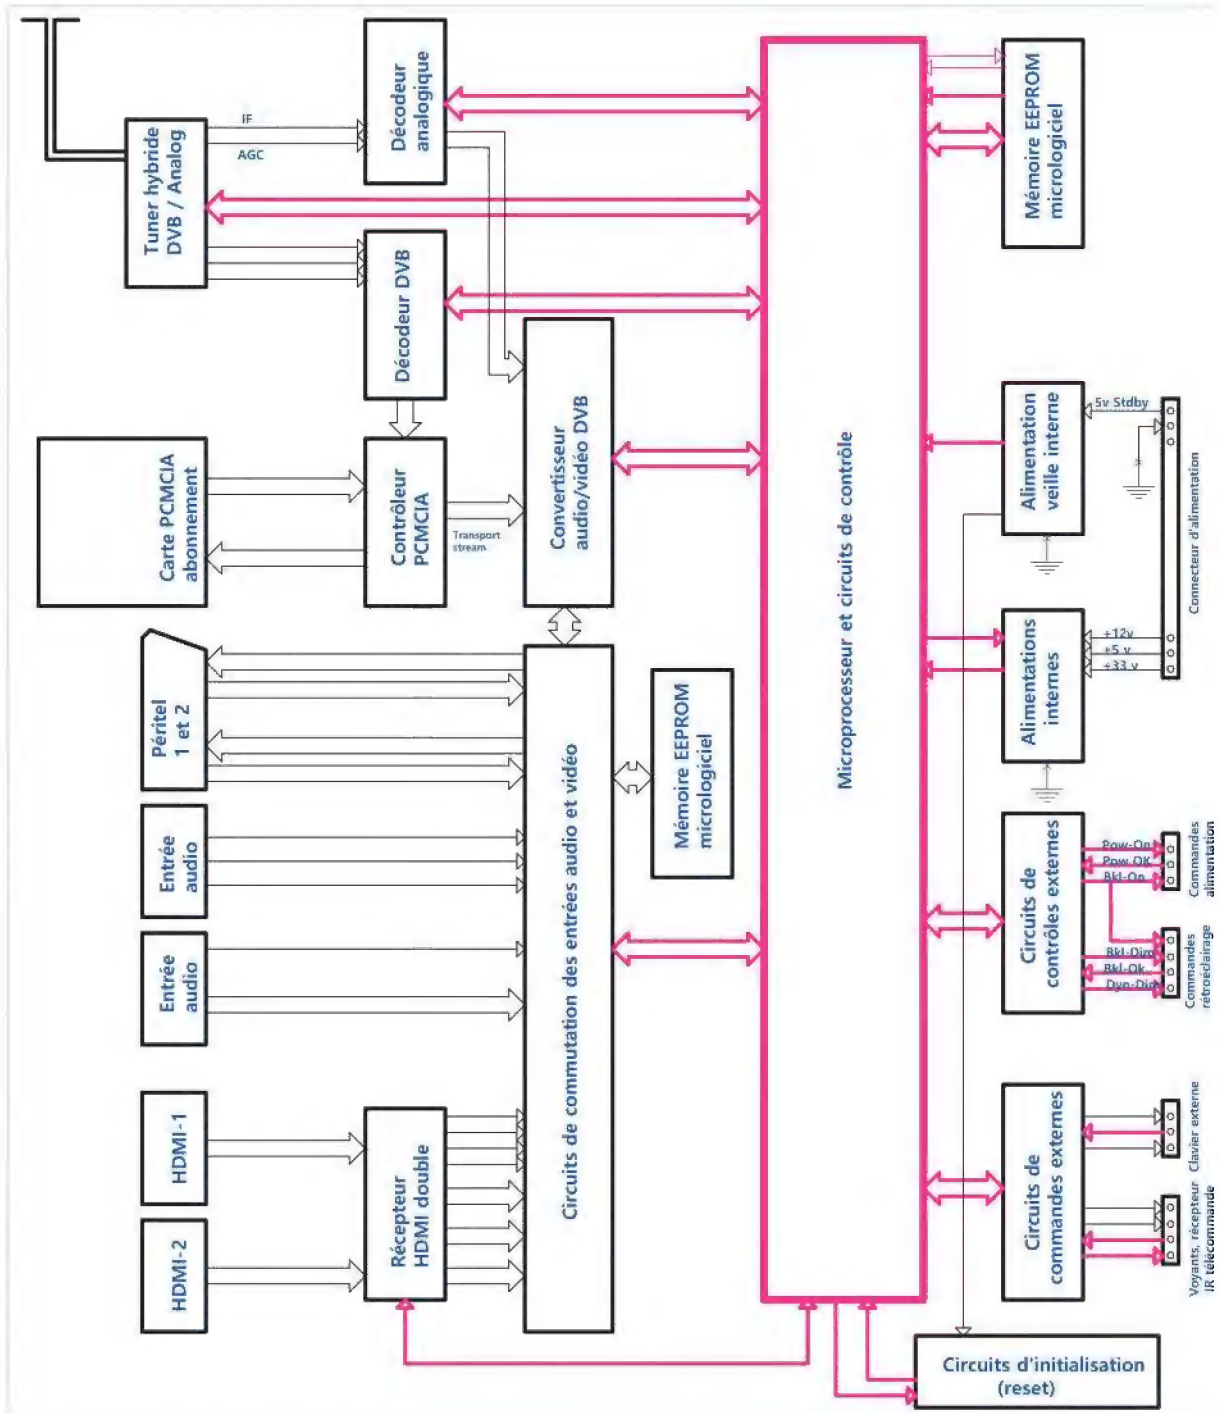 IF
AGC
Tuner hybride
DVB / Analog
Décodeur
analogique
Décodeur DVB
Carte PCMCIA
abonnement
Contrôleur
PCMCIA
Transport
stream
Convertisseur
audio/vidéo DVB
Péritel
1 et 2
Entrée
audio
Entrée
audio
HDMI-1
HDMI-2
Récepteur
HDMI double
Circuits de commutation des entrées audio et vidéo
Mémoire EEPROM
micrologiciel
Microprocesseur et circuits de contrôle
Mémoire EEPROM
micrologiciel
Alimentation
veille interne
5v Stdby
Connecteur d'alimentation
Alimentations
internes
+12v
+5 v
+33 v
Circuits de
contrôles externes
Pow-On
Pow OK
Bkl-On
Commandes
alimentation
Bkl-Dim
Bkl-Ok
Dyn-Dim
Commandes
rétroéclairage
Circuits de
commandes externes
Clavier externe
Voyants, récepteur
IR télécommande
Circuits d'initialisation
(reset)